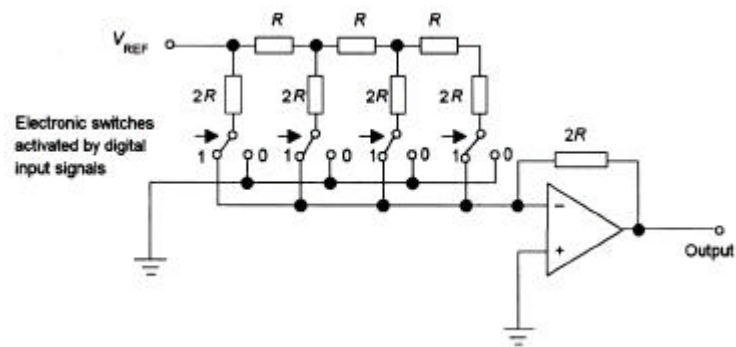 R R R
V_REF
2R 2R 2R 2R
Electronic switches
activated by digital
input signals
1 0 1 0 1 0 1 0
2R
−
+
Output